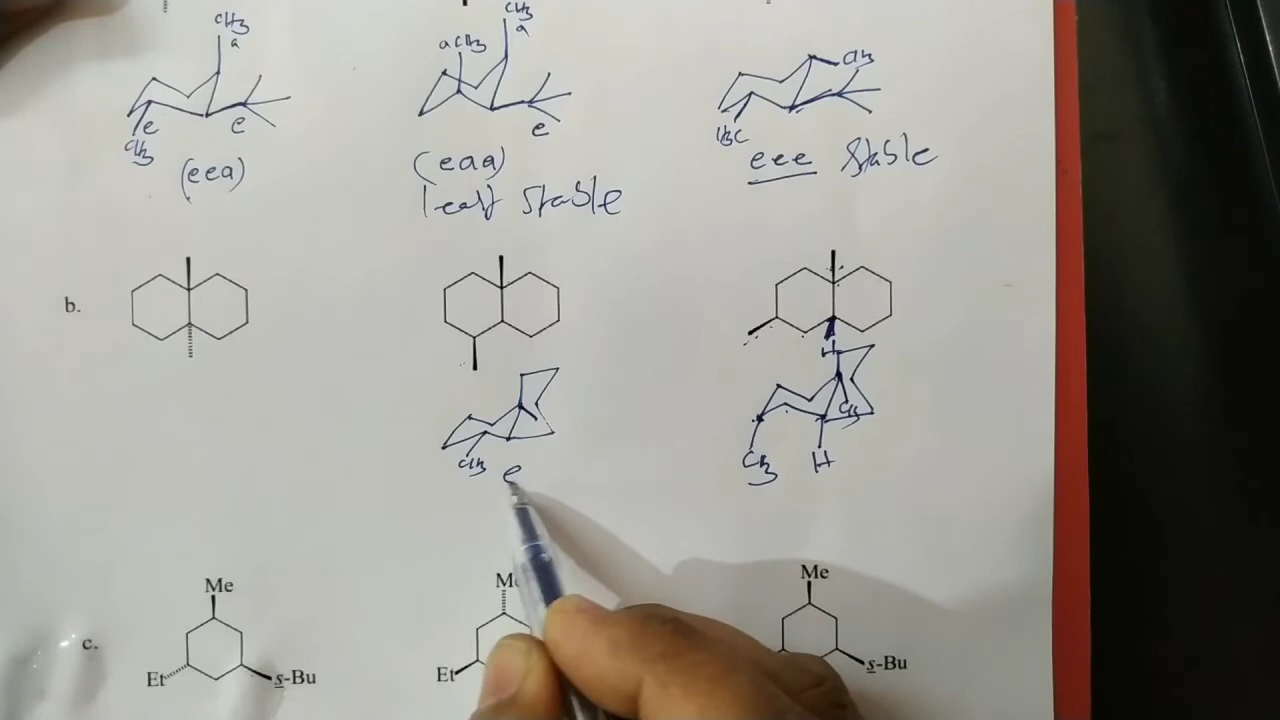 CH3 CH3
a a
a CH3 CH3
e e e
CH3 H3C
(eea) (eaa) eee stable
least stable
b.
H
CH3
CH3 e CH3 H
Me Me Me
c.
Et s-Bu Et s-Bu